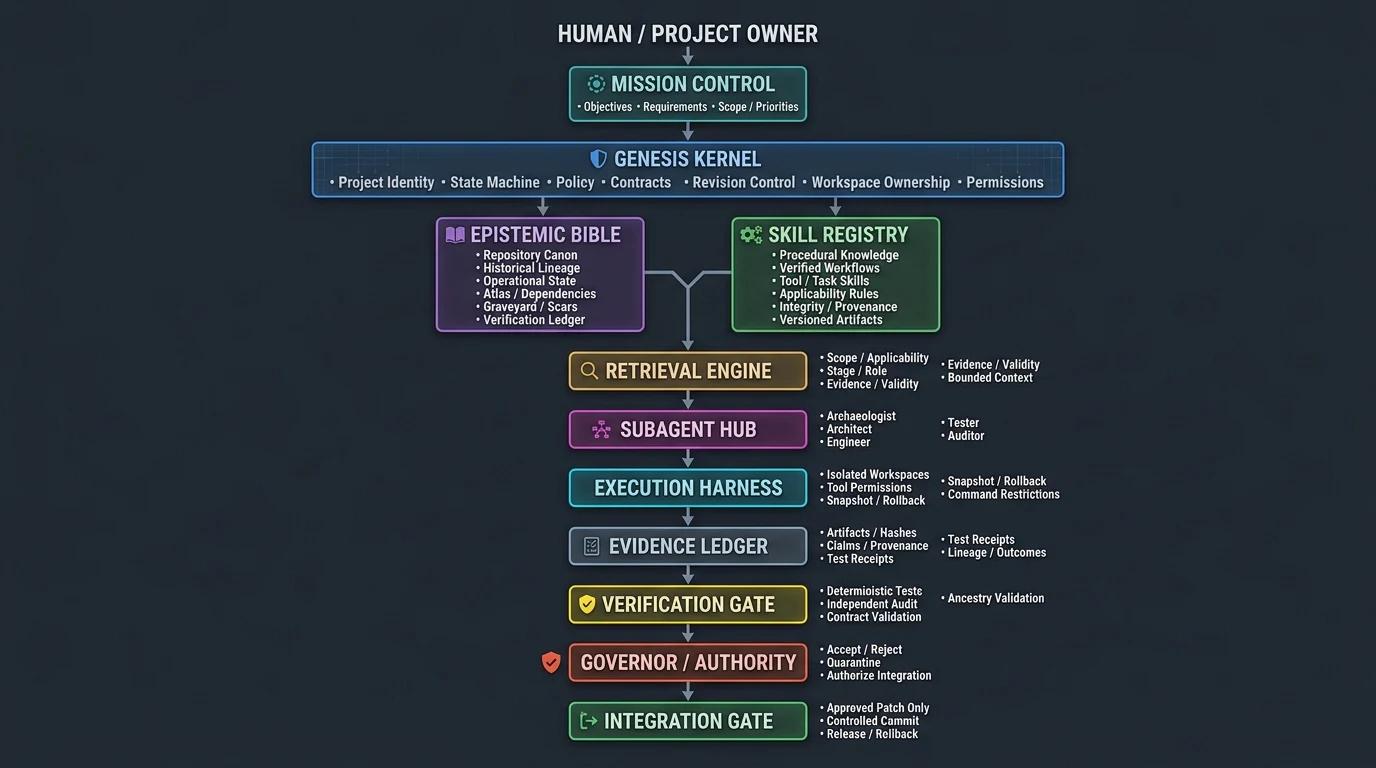 HUMAN / PROJECT OWNER
MISSION CONTROL
• Objectives • Requirements • Scope / Priorities
GENESIS KERNEL
• Project Identity • State Machine • Policy • Contracts • Revision Control • Workspace Ownership • Permissions
EPISTEMIC BIBLE
• Repository Canon
• Historical Lineage
• Operational State
• Atlas / Dependencies
• Graveyard / Scars
• Verification Ledger
SKILL REGISTRY
• Procedural Knowledge
• Verified Workflows
• Tool / Task Skills
• Applicability Rules
• Integrity / Provenance
• Versioned Artifacts
RETRIEVAL ENGINE
• Scope / Applicability
• Stage / Role
• Evidence / Validity
• Evidence / Validity
• Bounded Context
SUBAGENT HUB
• Archaeologist
• Architect
• Engineer
• Tester
• Auditor
EXECUTION HARNESS
• Isolated Workspaces
• Tool Permissions
• Snapshot / Rollback
• Snapshot / Rollback
• Command Restrictions
EVIDENCE LEDGER
• Artifacts / Hashes
• Claims / Provenance
• Test Receipts
• Test Receipts
• Lineage / Outcomes
VERIFICATION GATE
• Determioistic Testc
• Independent Audit
• Contract Validation
• Ancestry Validation
GOVERNOR / AUTHORITY
• Accept / Reject
• Quarantine
• Authorize Integration
INTEGRATION GATE
• Approved Patch Only
• Controlled Cammit
• Release / Rellback